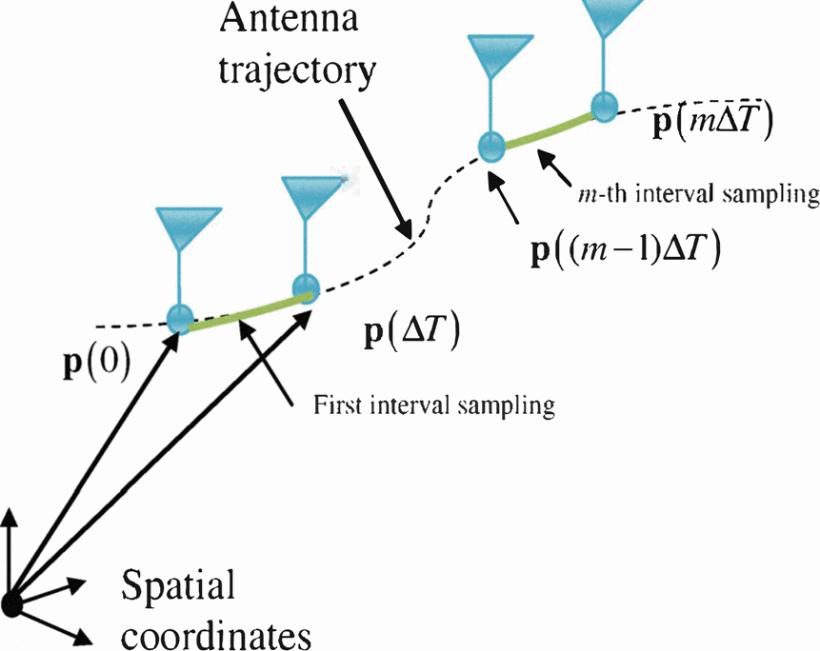 Antenna
trajectory
p(mΔT)
m-th interval sampling
p((m−1)ΔT)
p(ΔT)
p(0)
First interval sampling
Spatial
coordinates